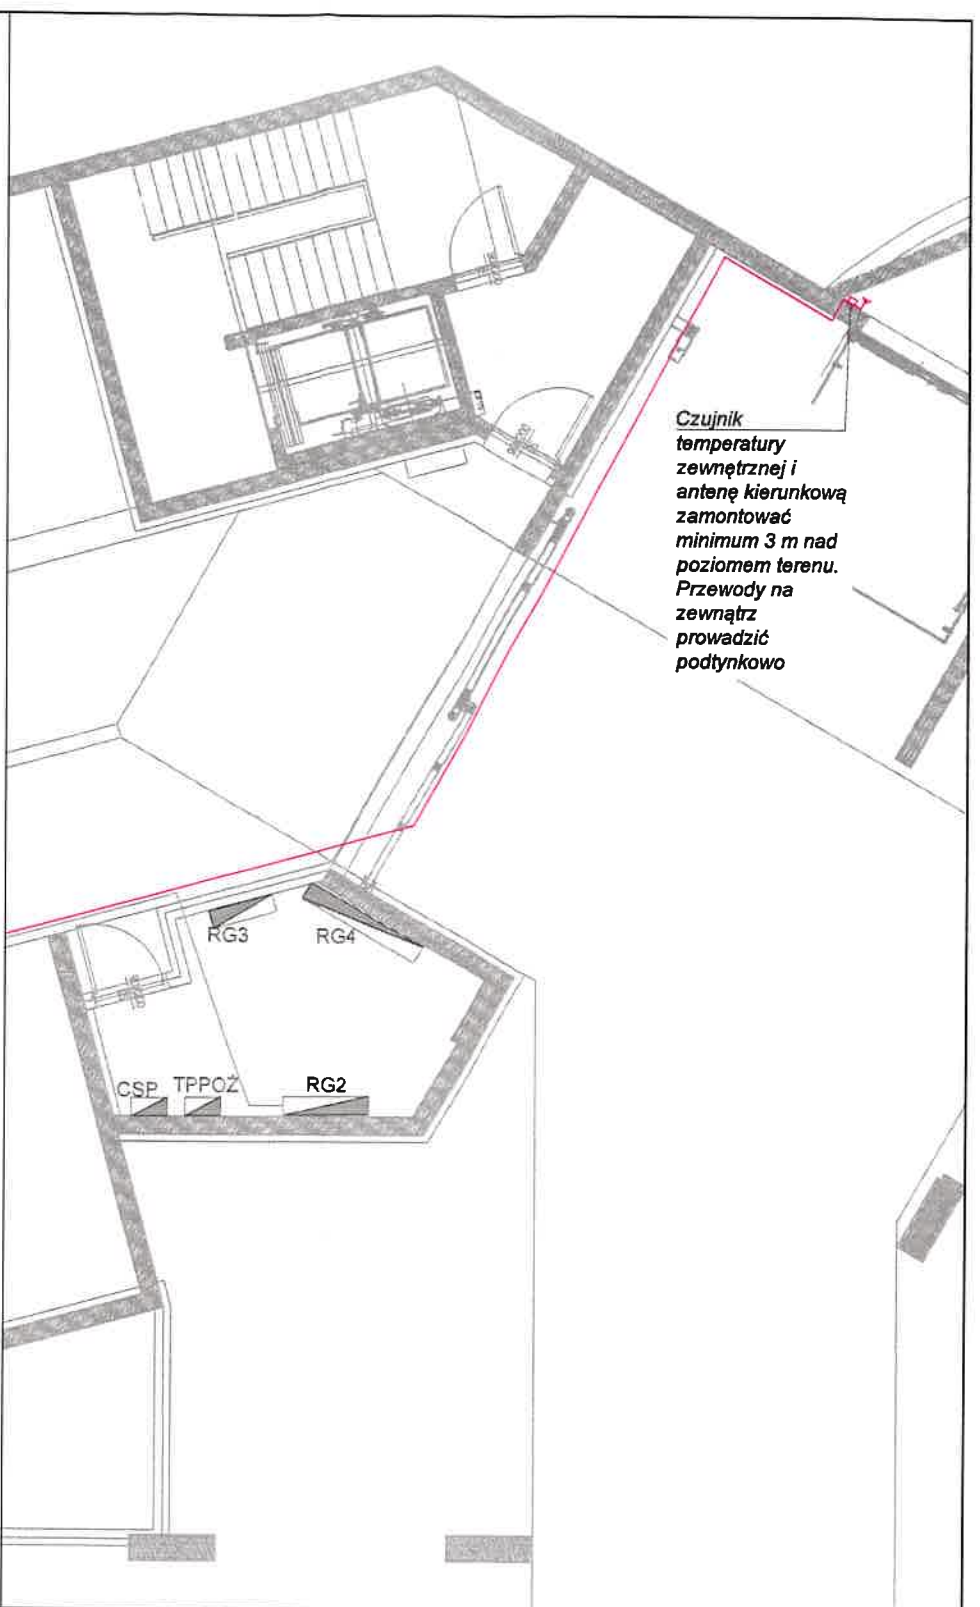 Czujnik
temperatury
zewnętrznej i
antenę kierunkową
zamontować
minimum 3 m nad
poziomem terenu.
Przewody na
zewnątrz
prowadzić
podtynkowo
RG3
RG4
CSP
TPPOŻ
RG2